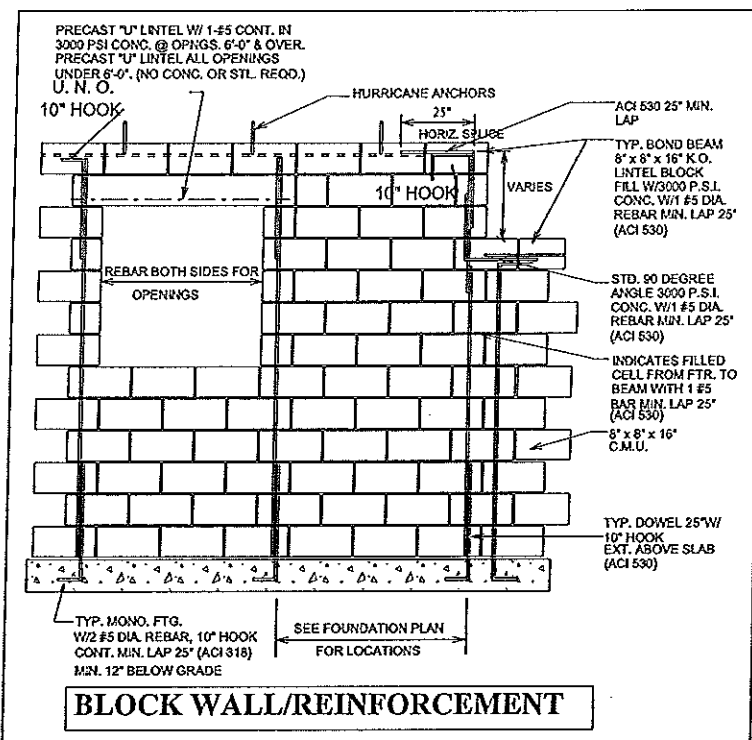 PRECAST "U" LINTEL W/ 1-#5 CONT. IN
3000 PSI CONC. @ OPNGS. 6'-0" & OVER.
PRECAST "U" LINTEL ALL OPENINGS
UNDER 6'-0". (NO CONC. OR STL. REQD.)
U. N. O.
10" HOOK
HURRICANE ANCHORS
25"
HORIZ. SPLICE
10" HOOK
ACI 530 25" MIN.
LAP
TYP. BOND BEAM
8" x 8" x 16" K.O.
LINTEL BLOCK
FILL W/3000 P.S.I.
CONC. W/1 #5 DIA.
REBAR MIN. LAP 25"
(ACI 530)
VARIES
REBAR BOTH SIDES FOR
OPENINGS
STD. 90 DEGREE
ANGLE 3000 P.S.I.
CONC. W/1 #5 DIA.
REBAR MIN. LAP 25"
(ACI 530)
INDICATES FILLED
CELL FROM FTR. TO
BEAM WITH 1 #5
BAR MIN. LAP 25"
(ACI 530)
8" x 8" x 16"
C.M.U.
TYP. DOWEL 25"W/
10" HOOK
EXT. ABOVE SLAB
(ACI 530)
TYP. MONO. FTG.
W/2 #5 DIA. REBAR, 10" HOOK
CONT. MIN. LAP 25" (ACI 318)
MIN. 12" BELOW GRADE
SEE FOUNDATION PLAN
FOR LOCATIONS
BLOCK WALL/REINFORCEMENT